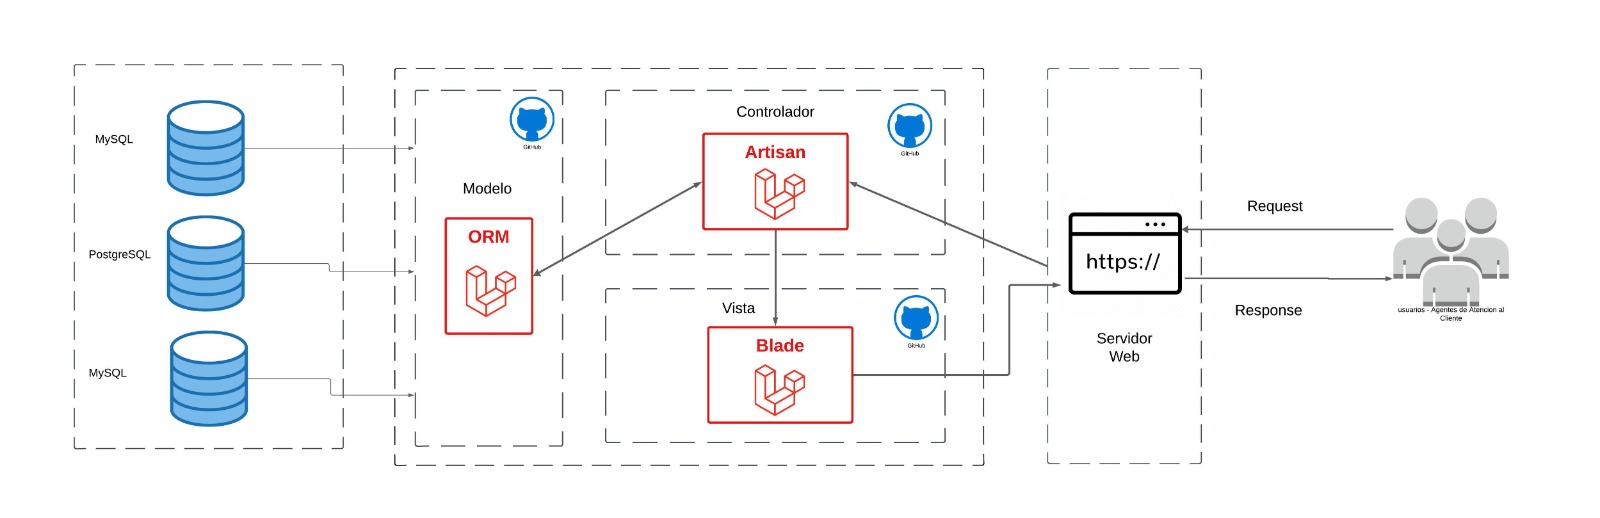 MySQL
PostgreSQL
MySQL
GitHub
Modelo
ORM
Controlador
GitHub
Artisan
Vista
GitHub
Blade
https://
Servidor
Web
Request
Response
usuarios - Agentes de Atencion al
Cliente